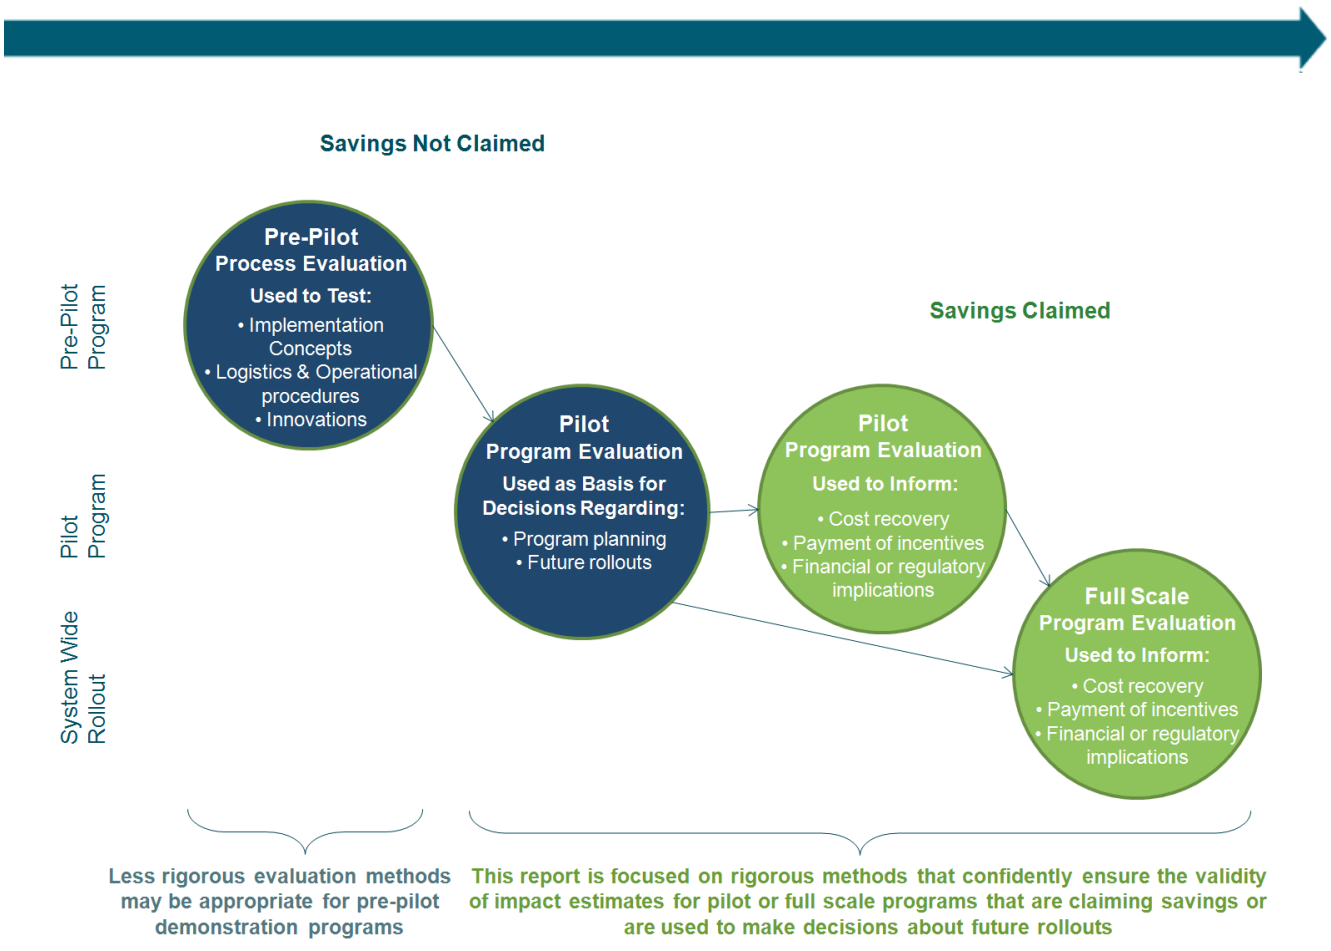 Savings Not Claimed
Pre-Pilot
Process Evaluation
Used to Test:
• Implementation
Concepts
• Logistics & Operational
procedures
• Innovations
Pre-Pilot
Program
Savings Claimed
Pilot
Program Evaluation
Used as Basis for
Decisions Regarding:
• Program planning
• Future rollouts
Pilot
Program Evaluation
Used to Inform:
• Cost recovery
• Payment of incentives
• Financial or regulatory
implications
Pilot
Program
Full Scale
Program Evaluation
Used to Inform:
• Cost recovery
• Payment of incentives
• Financial or regulatory
implications
System Wide
Rollout
Less rigorous evaluation methods
may be appropriate for pre-pilot
demonstration programs
This report is focused on rigorous methods that confidently ensure the validity
of impact estimates for pilot or full scale programs that are claiming savings or
are used to make decisions about future rollouts